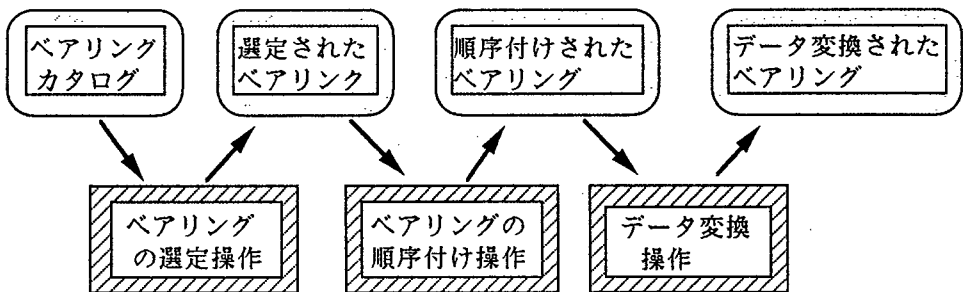 ベアリング
カタログ
選定された
ベアリンク
順序付けされた
ベアリング
データ変換された
ベアリング
ベアリング
の選定操作
ベアリングの
順序付け操作
データ変換
操作